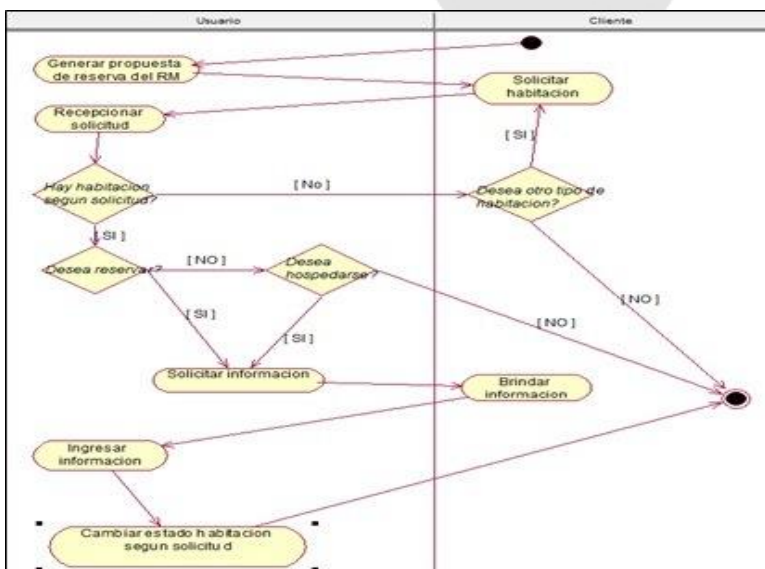 Usuario
Cliente
Generar propuesta
de reserva del RM
Solicitar
habitacion
Recepcionar
solicitud
[ SI ]
Hay habitacion
segun solicitud?
[ No ]
Desea otro tipo de
habitacion?
[ SI ]
Desea reservar?
[ NO ]
Desea
hospedarse?
[ NO ]
[ SI ]
[ NO ]
[ SI ]
Solicitar informacion
Brindar
informacion
Ingresar
informacion
Cambiar estado habitacion
segun solicitud